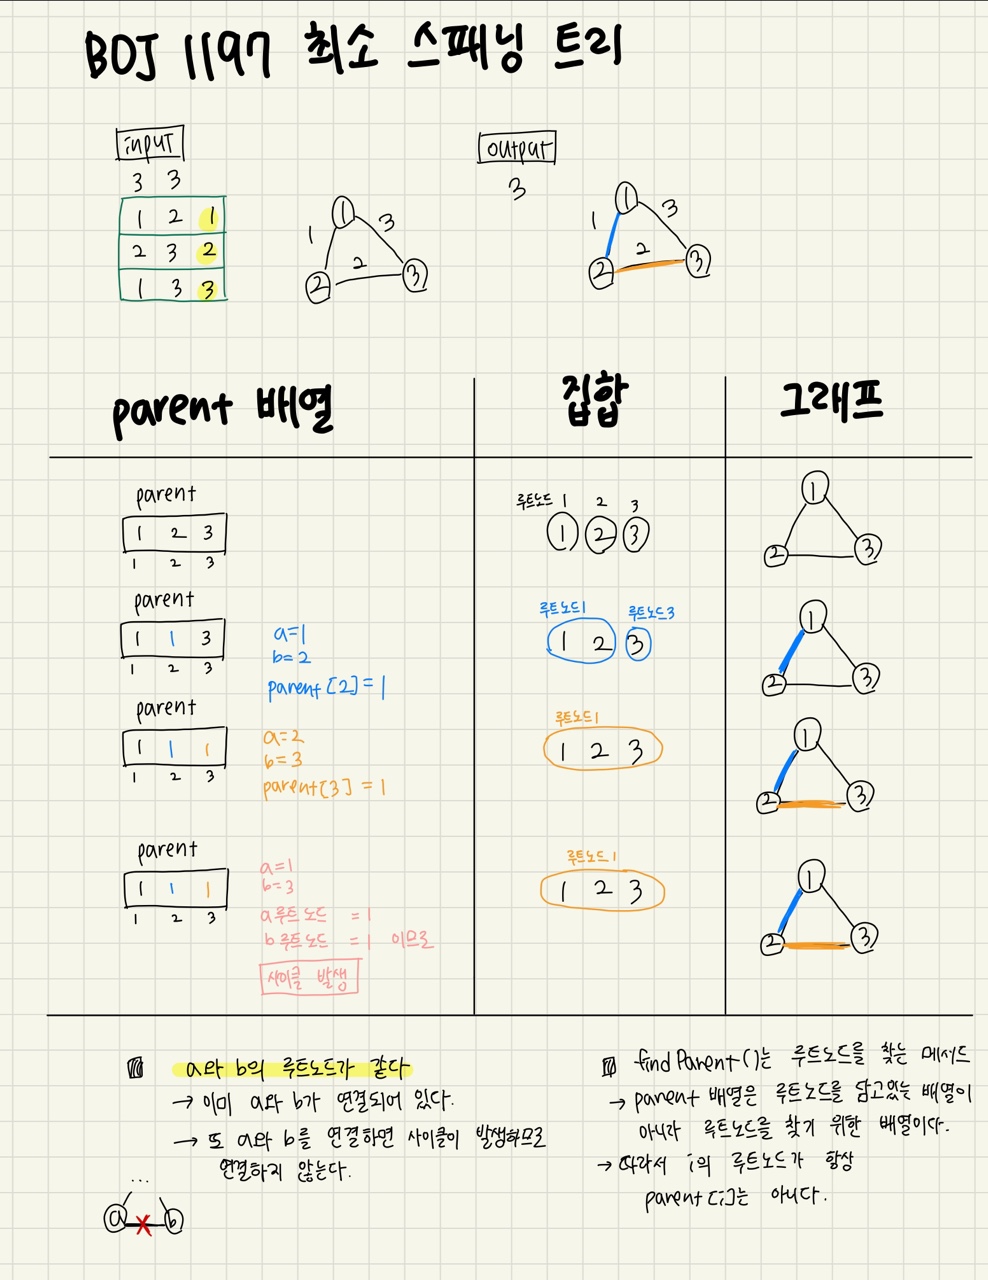 BOJ 1197 최소 스패닝 트리
input
3 3
1 2 1
2 3 2
1 3 3
1
1 3
2
2 3
output
3
1
1 3
2
2 3
parent 배열
집합
그래프
parent
1 2 3
1 2 3
루트노드 1 2 3
1 2 3
1
2 3
parent
1 1 3
1 2 3
a=1
b=2
parent[2]=1
루트노드1 루트노드3
1 2 3
1
2 3
parent
1 1 1
1 2 3
a=2
b=3
parent[3]=1
루트노드1
1 2 3
1
2 3
parent
1 1 1
1 2 3
a=1
b=3
a루트노드 =1
b루트노드 =1 이므로
사이클 발생
루트노드1
1 2 3
1
2 3
a와 b의 루트노드가 같다
→ 이미 a와 b가 연결되어 있다.
→ 또 a와 b를 연결하면 사이클이 발생하므로
연결하지 않는다.
...
a X b
findParent()는 루트노드를 찾는 메서드
→ parent 배열은 루트노드를 담고있는 배열이
아니라 루트노드를 찾기 위한 배열이다.
→ 따라서 i의 루트노드가 항상
parent[i]는 아니다.